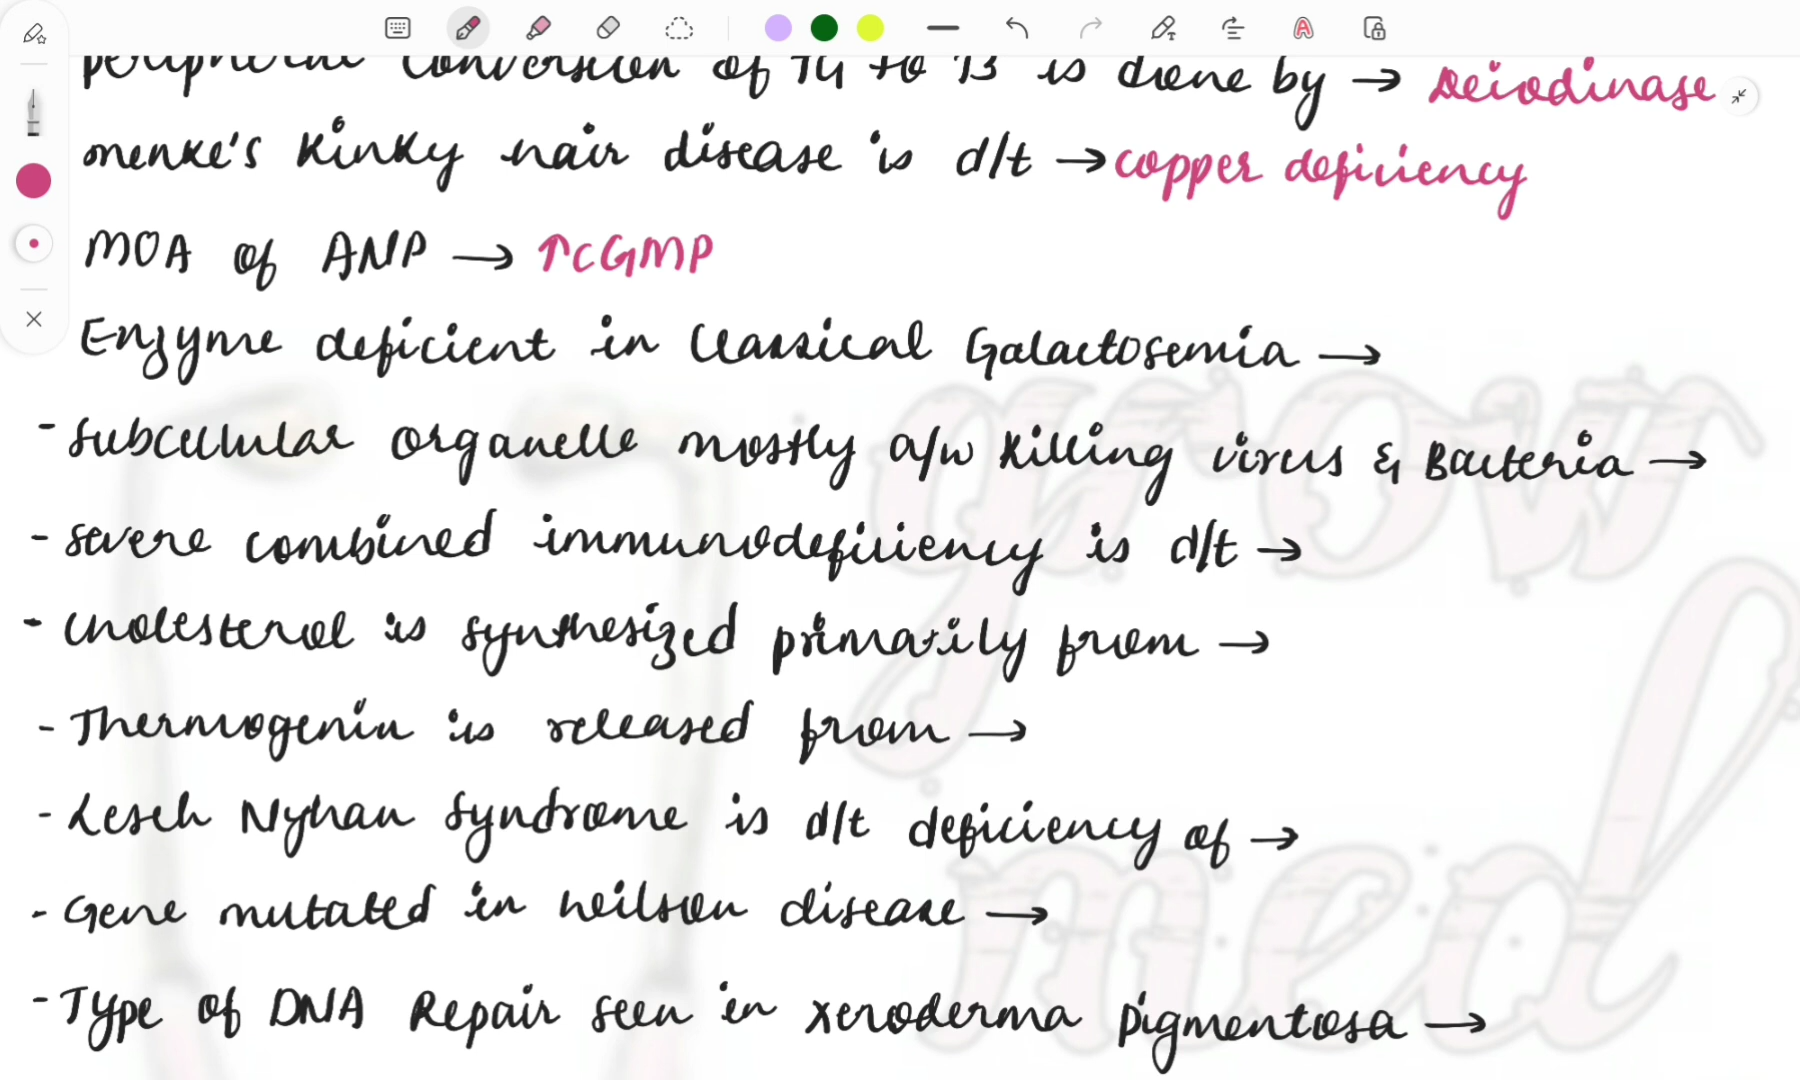 peripheral conversion of T4 to T3 is done by → Deiodinase
menke's kinky hair disease is d/t → copper deficiency
MOA of ANP → ↑cGMP
Enzyme deficient in Classical Galactosemia →
- subcellular organelle mostly a/w killing virus & Bacteria →
- severe combined immunodeficiency is d/t →
- cholesterol is synthesized primarily from →
- Thermogenin is released from →
- Lesch Nyhan Syndrome is d/t deficiency of →
- Gene mutated in weilson disease →
- Type of DNA Repair seen in xeroderma pigmentosa →
grow
med